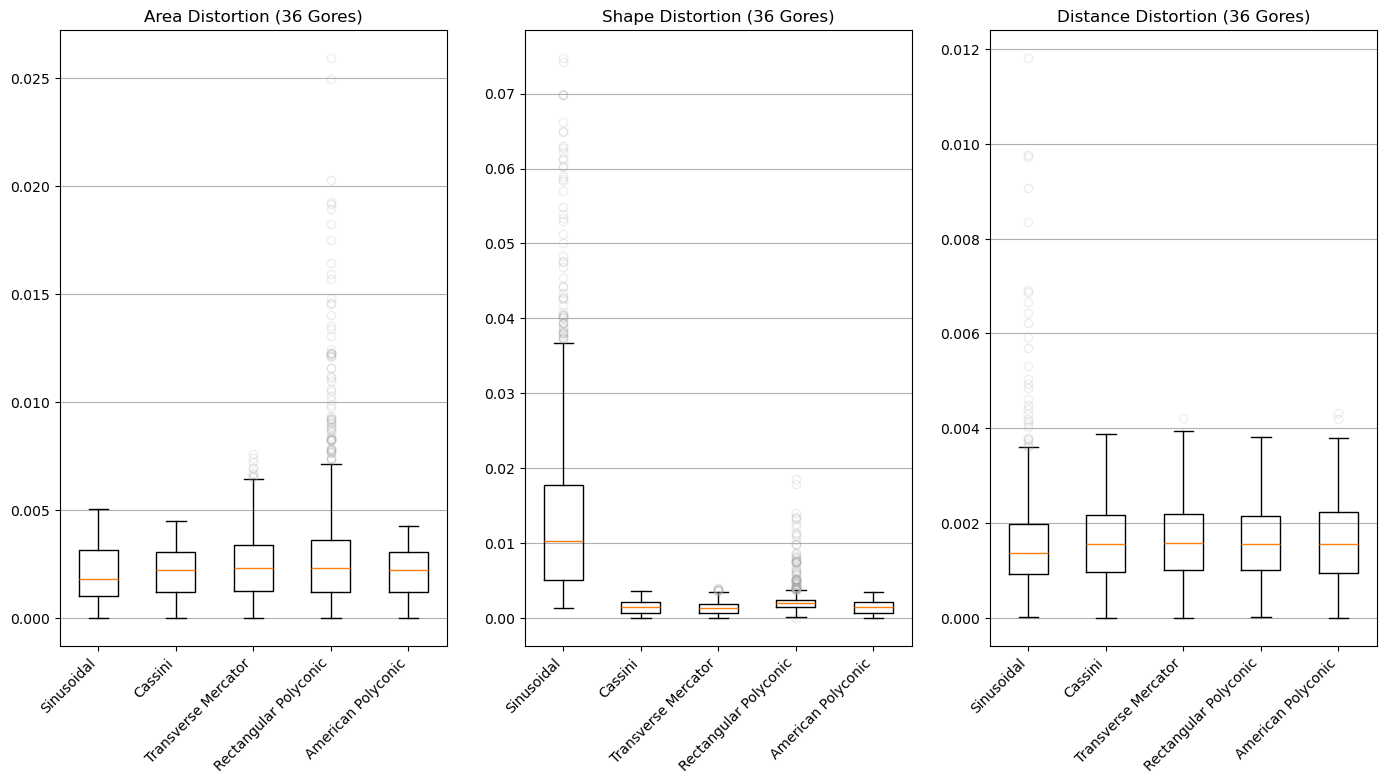 Area Distortion (36 Gores)
0.025
0.020
0.015
0.010
0.005
0.000
Sinusoidal
Cassini
Transverse Mercator
Rectangular Polyconic
American Polyconic
Shape Distortion (36 Gores)
0.07
0.06
0.05
0.04
0.03
0.02
0.01
0.00
Sinusoidal
Cassini
Transverse Mercator
Rectangular Polyconic
American Polyconic
Distance Distortion (36 Gores)
0.012
0.010
0.008
0.006
0.004
0.002
0.000
Sinusoidal
Cassini
Transverse Mercator
Rectangular Polyconic
American Polyconic